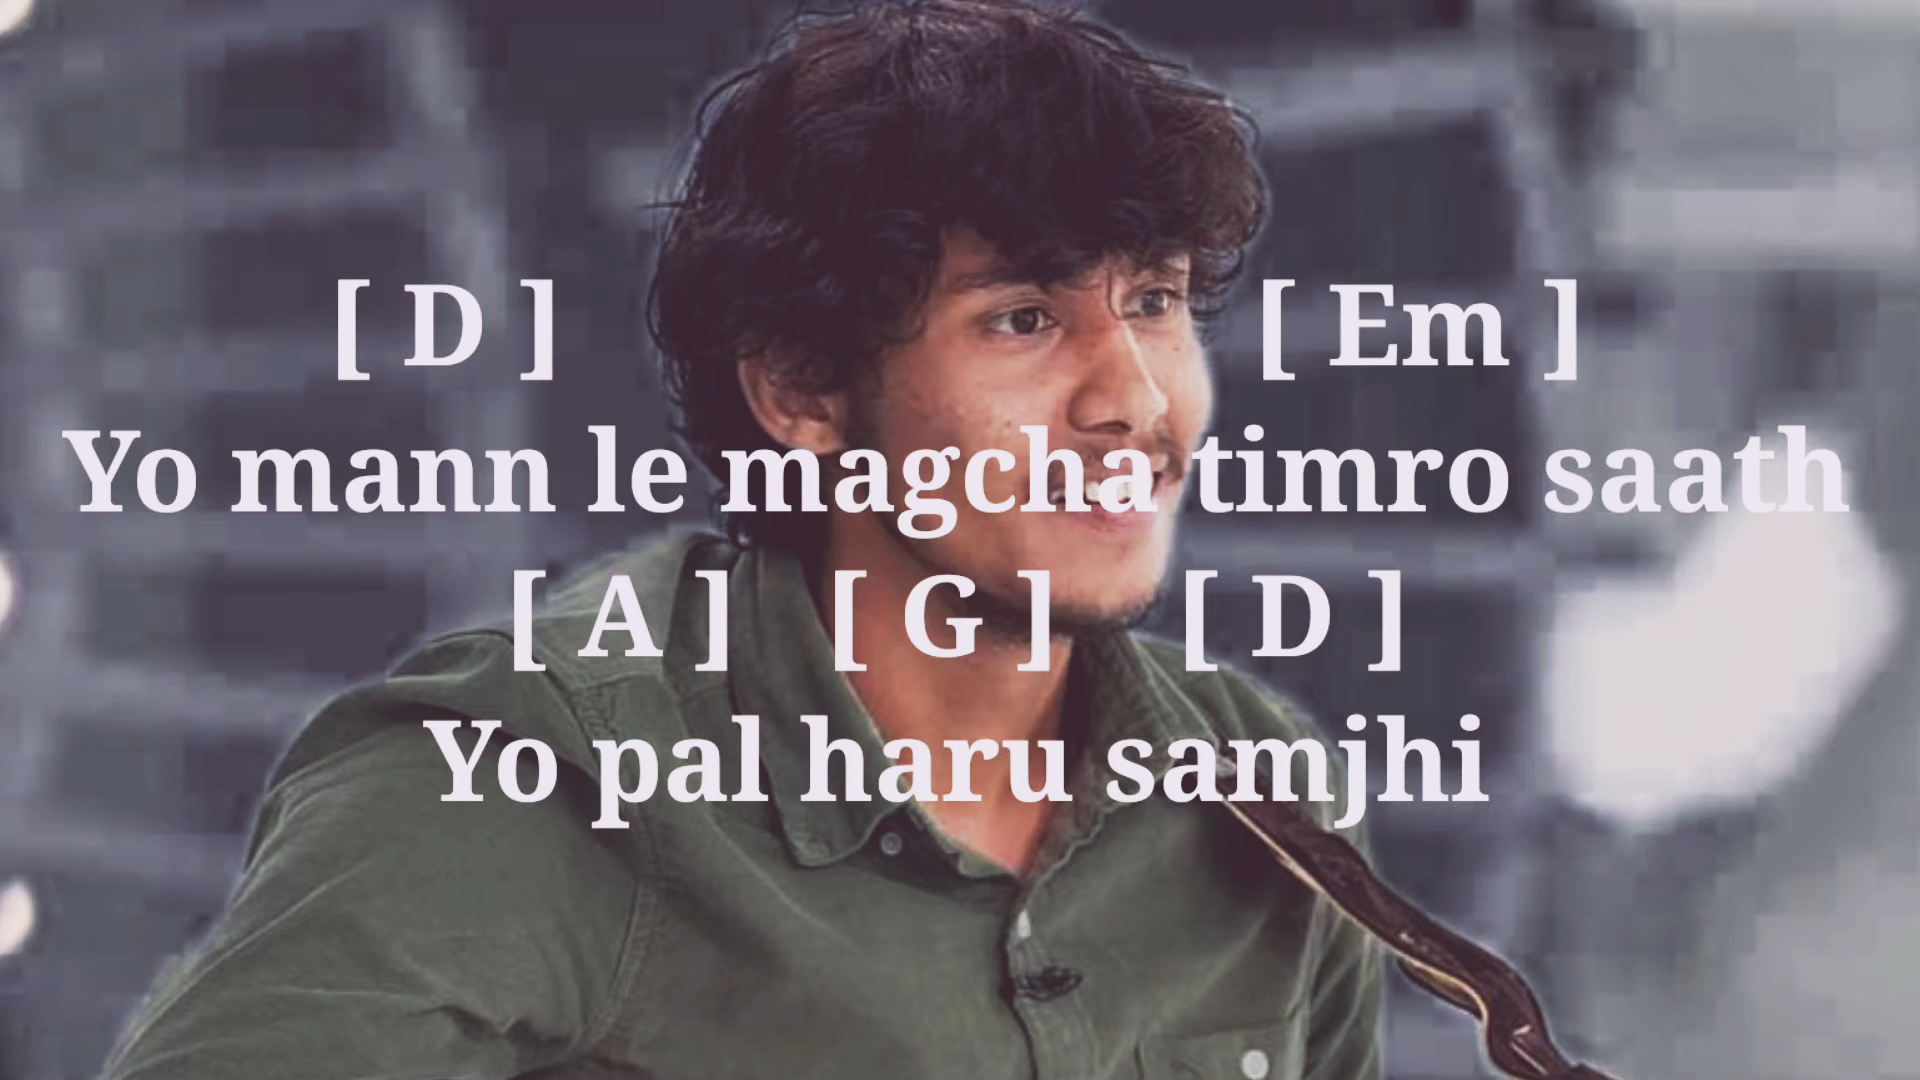 [ D ] [ Em ]
Yo mann le magcha timro saath
[ A ] [ G ] [ D ]
Yo pal haru samjhi